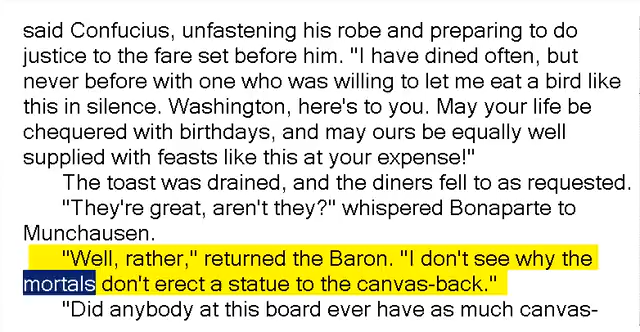 said Confucius, unfastening his robe and preparing to do
justice to the fare set before him. "I have dined often, but
never before with one who was willing to let me eat a bird like
this in silence. Washington, here's to you. May your life be
chequered with birthdays, and may ours be equally well
supplied with feasts like this at your expense!"
The toast was drained, and the diners fell to as requested.
"They're great, aren't they?" whispered Bonaparte to
Munchausen.
"Well, rather," returned the Baron. "I don't see why the
mortals don't erect a statue to the canvas-back."
"Did anybody at this board ever have as much canvas-